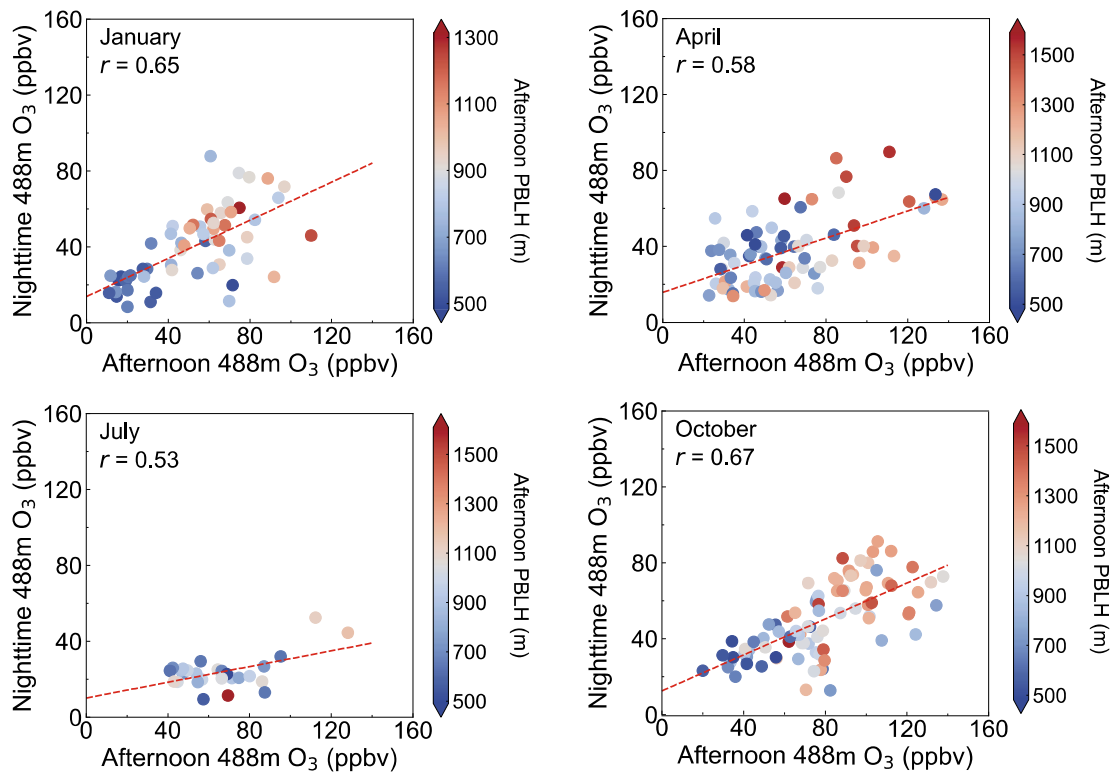 January
r = 0.65
160
120
80
40
0
Nighttime 488m O₃ (ppbv)
0 40 80 120 160
Afternoon 488m O₃ (ppbv)
1300
1100
900
700
500
Afternoon PBLH (m)
April
r = 0.58
160
120
80
40
0
Nighttime 488m O₃ (ppbv)
0 40 80 120 160
Afternoon 488m O₃ (ppbv)
1500
1300
1100
900
700
500
Afternoon PBLH (m)
July
r = 0.53
160
120
80
40
0
Nighttime 488m O₃ (ppbv)
0 40 80 120 160
Afternoon 488m O₃ (ppbv)
1500
1300
1100
900
700
500
Afternoon PBLH (m)
October
r = 0.67
160
120
80
40
0
Nighttime 488m O₃ (ppbv)
0 40 80 120 160
Afternoon 488m O₃ (ppbv)
1500
1300
1100
900
700
500
Afternoon PBLH (m)